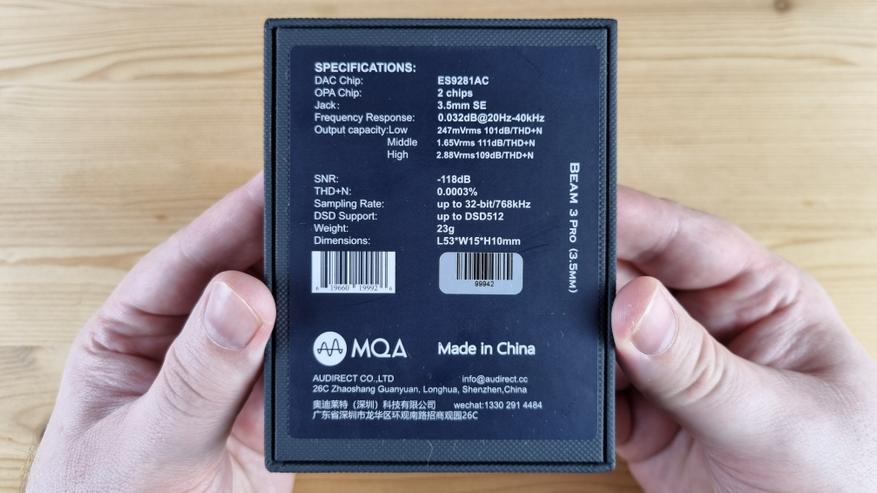 SPECIFICATIONS:
DAC Chip: ES9281AC
OPA Chip: 2 chips
Jack: 3.5mm SE
Frequency Response: 0.032dB@20Hz-40kHz
Output capacity:Low 247mVrms 101dB/THD+N
Middle 1.65Vrms 111dB/THD+N
High 2.88Vrms109dB/THD+N
SNR: -118dB
THD+N: 0.0003%
Sampling Rate: up to 32-bit/768kHz
DSD Support: up to DSD512
Weight: 23g
Dimensions: L53*W15*H10mm
BEAM 3 PRO (3.5MM)
6 19660 19992 6
99942
MQA
Made in China
AUDIRECT CO.,LTD info@audirect.cc
26C Zhaoshang Guanyuan, Longhua, Shenzhen,China
奥迪莱特（深圳）科技有限公司 wechat:1330 291 4484
广东省深圳市龙华区环观南路招商观园26C